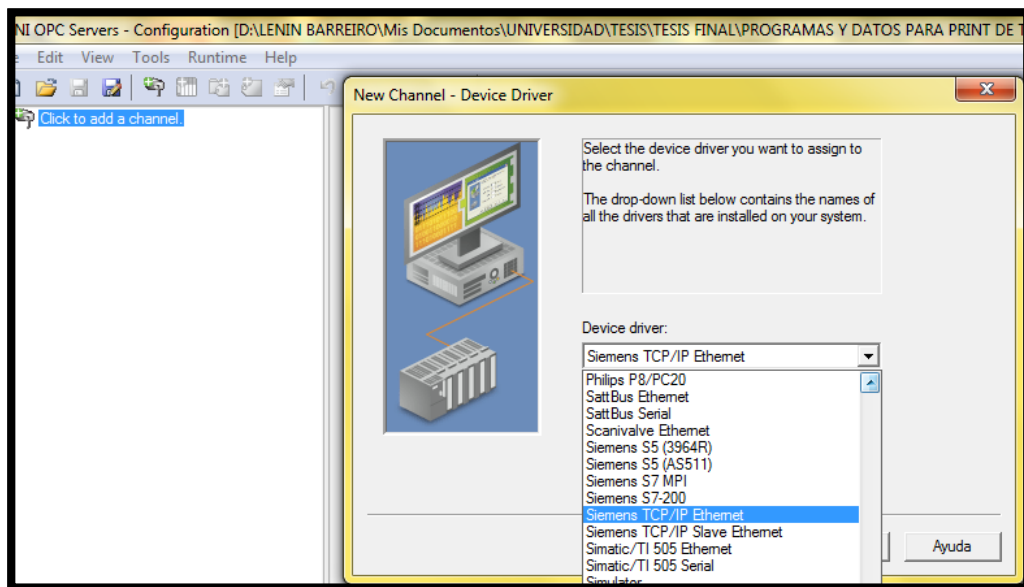 NI OPC Servers - Configuration [D:\LENIN BARREIRO\Mis Documentos\UNIVERSIDAD\TESIS\TESIS FINAL\PROGRAMAS Y DATOS PARA PRINT DE
Edit View Tools Runtime Help
Click to add a channel.
New Channel - Device Driver
Select the device driver you want to assign to
the channel.
The drop-down list below contains the names of
all the drivers that are installed on your system.
Device driver:
Siemens TCP/IP Ethernet
Philips P8/PC20
SattBus Ethernet
SattBus Serial
Scanivalve Ethernet
Siemens S5 (3964R)
Siemens S5 (AS511)
Siemens S7 MPI
Siemens S7-200
Siemens TCP/IP Ethernet
Siemens TCP/IP Slave Ethernet
Simatic/TI 505 Ethernet
Simatic/TI 505 Serial
Simulator
Ayuda